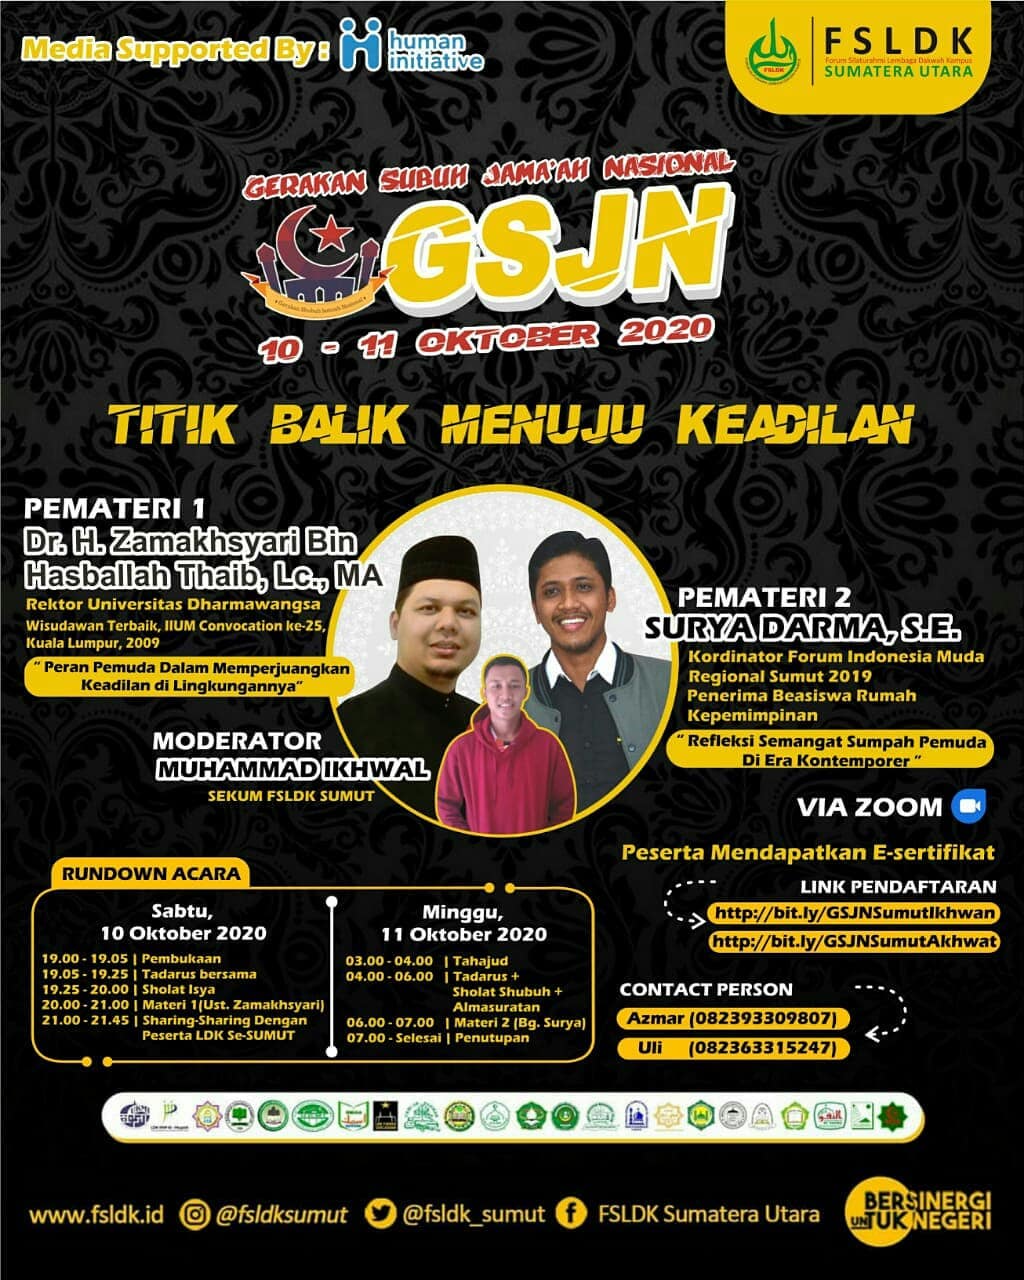 Media Supported By :
human
initiative
FSLDK
Forum Silaturahmi Lembaga Dakwah Kampus
SUMATERA UTARA
FSLDK
GERAKAN SUBUH JAMA'AH NASIONAL
GSJN
Gerakan Shubuh Jamaah Nasional
10 - 11 OKTOBER 2020
TITIK BALIK MENUJU KEADILAN
PEMATERI 1
Dr. H. Zamakhsyari Bin
Hasballah Thaib, Lc., MA
Rektor Universitas Dharmawangsa
Wisudawan Terbaik, IIUM Convocation ke-25,
Kuala Lumpur, 2009
" Peran Pemuda Dalam Memperjuangkan
Keadilan di Lingkungannya"
PEMATERI 2
SURYA DARMA, S.E.
Kordinator Forum Indonesia Muda
Regional Sumut 2019
Penerima Beasiswa Rumah
Kepemimpinan
" Refleksi Semangat Sumpah Pemuda
Di Era Kontemporer "
MODERATOR
MUHAMMAD IKHWAL
SEKUM FSLDK SUMUT
VIA ZOOM
Peserta Mendapatkan E-sertifikat
LINK PENDAFTARAN
http://bit.ly/GSJNSumutIkhwan
http://bit.ly/GSJNSumutAkhwat
RUNDOWN ACARA
Sabtu,
10 Oktober 2020
19.00 - 19.05 | Pembukaan
19.05 - 19.25 | Tadarus bersama
19.25 - 20.00 | Sholat Isya
20.00 - 21.00 | Materi 1(Ust. Zamakhsyari)
21.00 - 21.45 | Sharing-Sharing Dengan
Peserta LDK Se-SUMUT
Minggu,
11 Oktober 2020
03.00 - 04.00 | Tahajud
04.00 - 06.00 | Tadarus +
Sholat Shubuh +
Almasuratan
06.00 - 07.00 | Materi 2 (Bg. Surya)
07.00 - Selesai | Penutupan
CONTACT PERSON
Azmar (082393309807)
Uli (082363315247)
www.fsldk.id @fsldksumut @fsldk_sumut FSLDK Sumatera Utara
BERSINERGI
UNTUK NEGERI